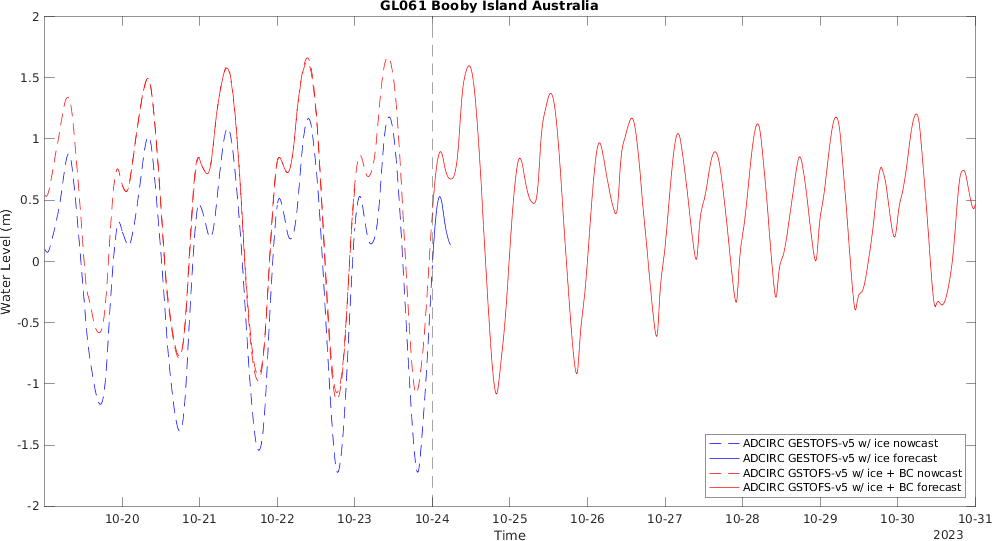 GL061 Booby Island Australia
2
1.5
1
0.5
0
-0.5
-1
-1.5
-2
Water Level (m)
ADCIRC GESTOFS-v5 w/ ice nowcast
ADCIRC GESTOFS-v5 w/ ice forecast
ADCIRC GSTOFS-v5 w/ ice + BC nowcast
ADCIRC GSTOFS-v5 w/ ice + BC forecast
10-20 10-21 10-22 10-23 10-24 10-25 10-26 10-27 10-28 10-29 10-30 10-31
Time
2023